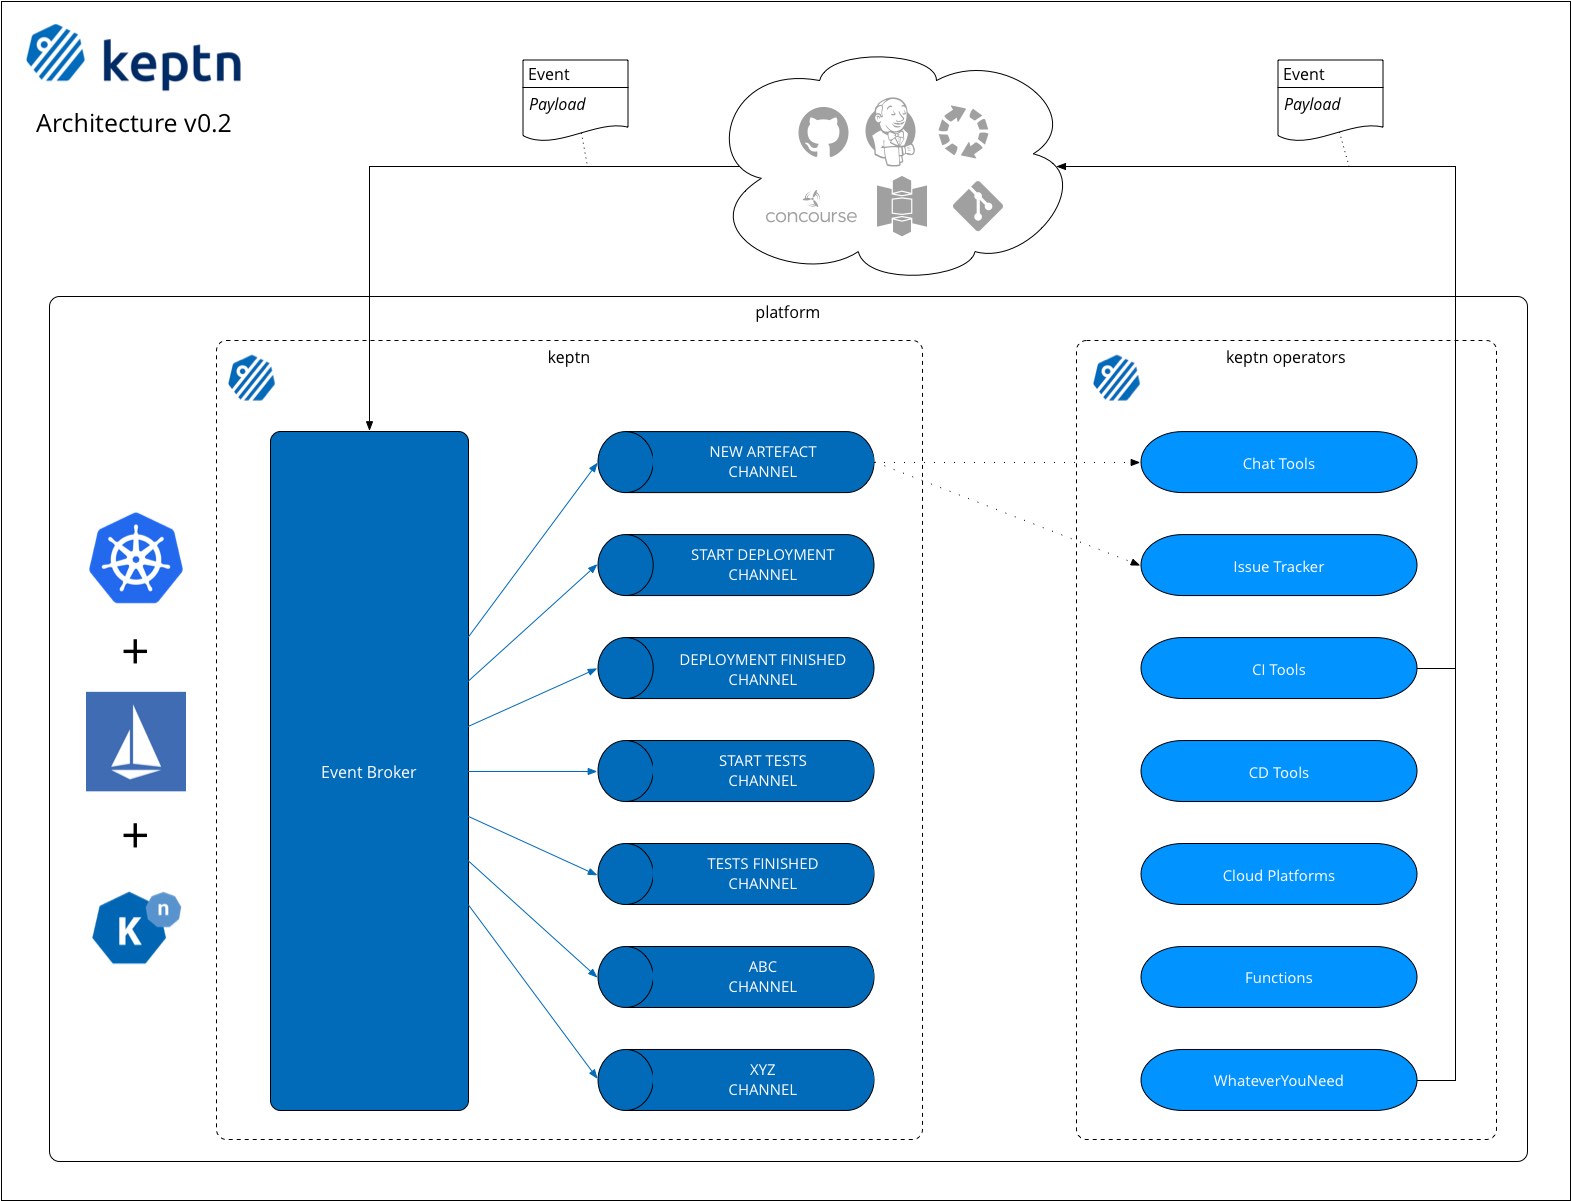 keptn
Architecture v0.2
Event
Payload
Event
Payload
concourse
platform
keptn
keptn operators
NEW ARTEFACT
CHANNEL
START DEPLOYMENT
CHANNEL
DEPLOYMENT FINISHED
CHANNEL
START TESTS
CHANNEL
TESTS FINISHED
CHANNEL
ABC
CHANNEL
XYZ
CHANNEL
Event Broker
Chat Tools
Issue Tracker
CI Tools
CD Tools
Cloud Platforms
Functions
WhateverYouNeed
+
+
K
n